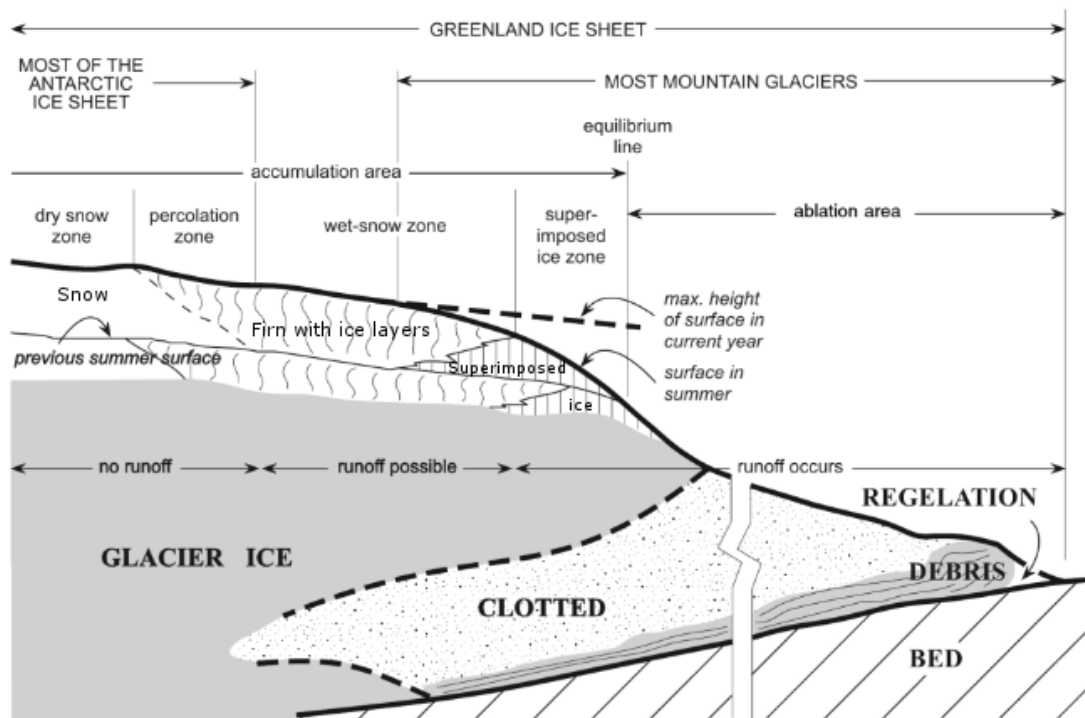 GREENLAND ICE SHEET
MOST OF THE
ANTARCTIC
ICE SHEET
MOST MOUNTAIN GLACIERS
equilibrium
line
accumulation area
dry snow
zone
percolation
zone
wet-snow zone
super-
imposed
ice zone
ablation area
Snow
Firn with ice layers
max. height
of surface in
current year
previous summer surface
Superimposed
ice
surface in
summer
no runoff
runoff possible
runoff occurs
REGELATION
GLACIER ICE
CLOTTED
DEBRIS
BED